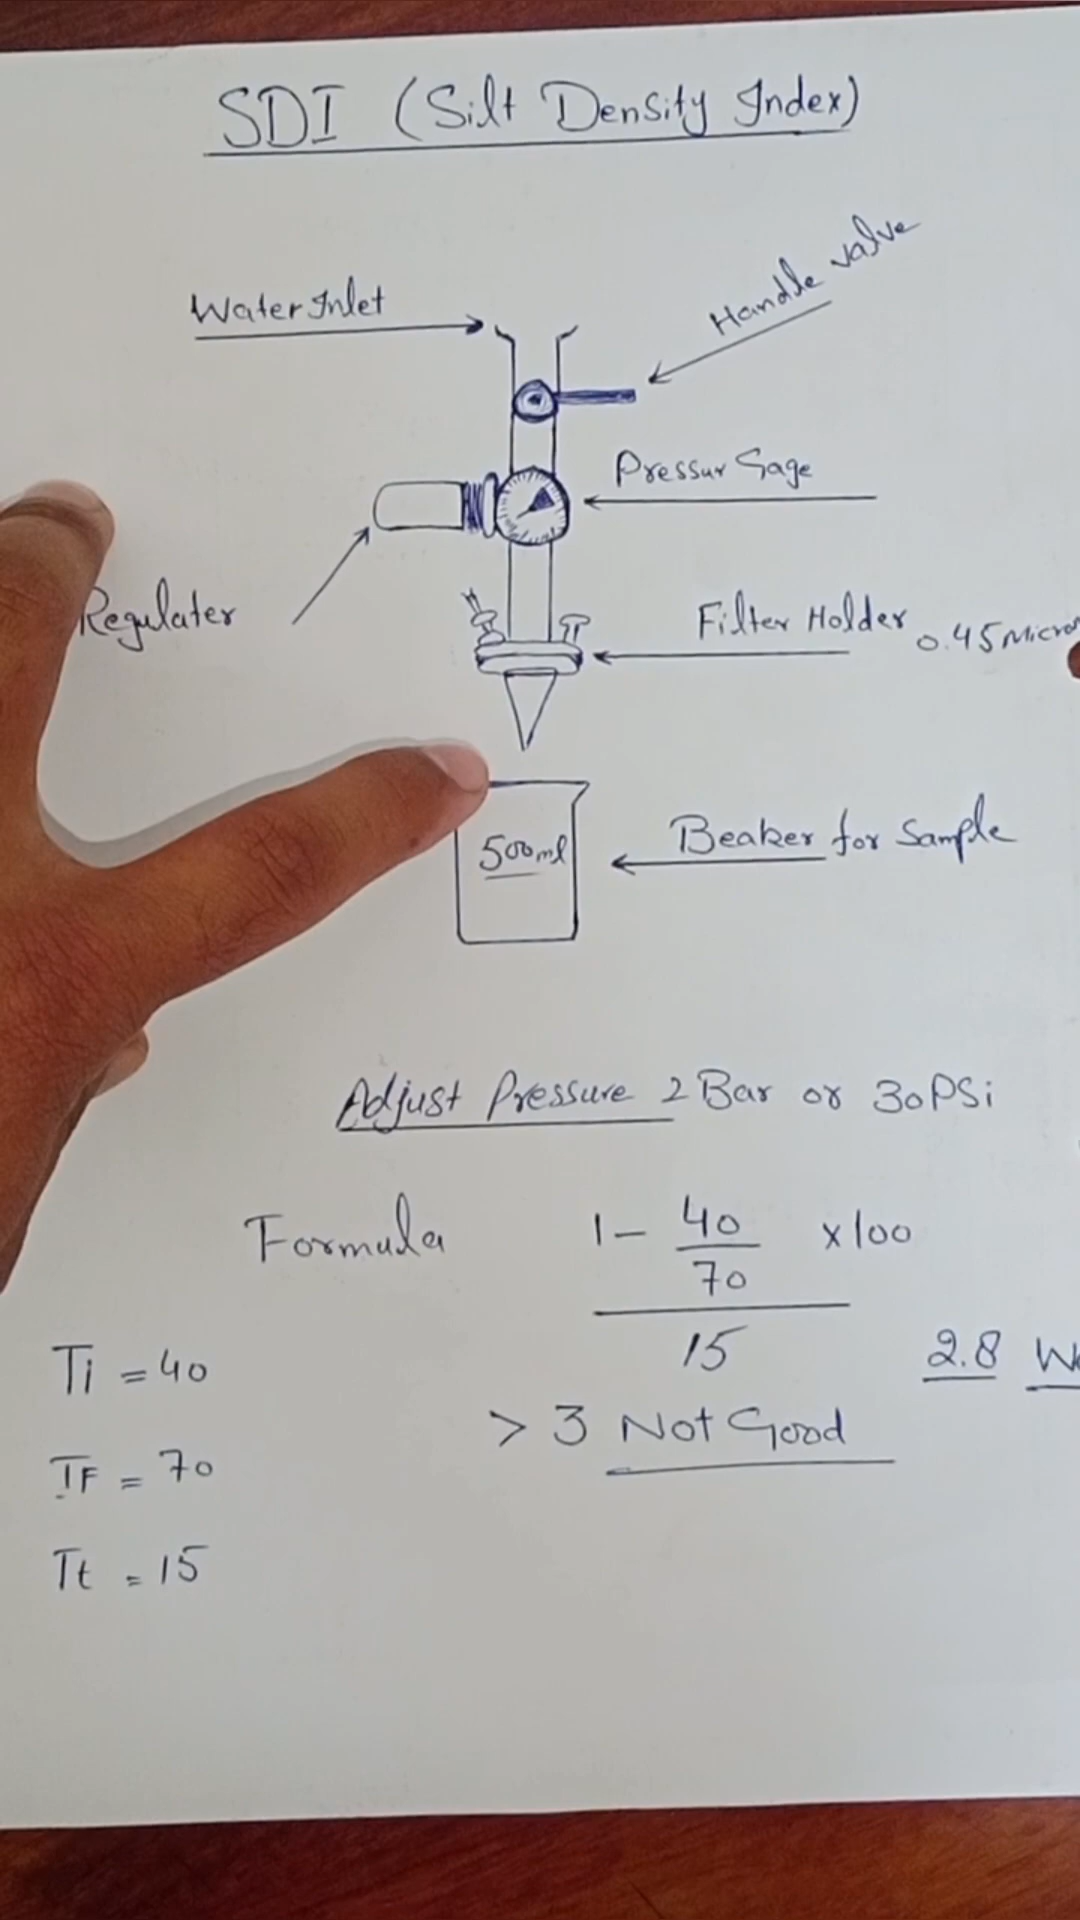 SDI (Silt Density Index)
Water Inlet
Handle valve
Pressur Gage
Regulater
Filter Holder 0.45 Micron
500ml
Beaker for Sample
Adjust Pressure 2 Bar or 30 PSi
Formula
1 - 40 x100
70
15
Ti = 40
2.8
> 3 Not Good
TF = 70
Tt = 15